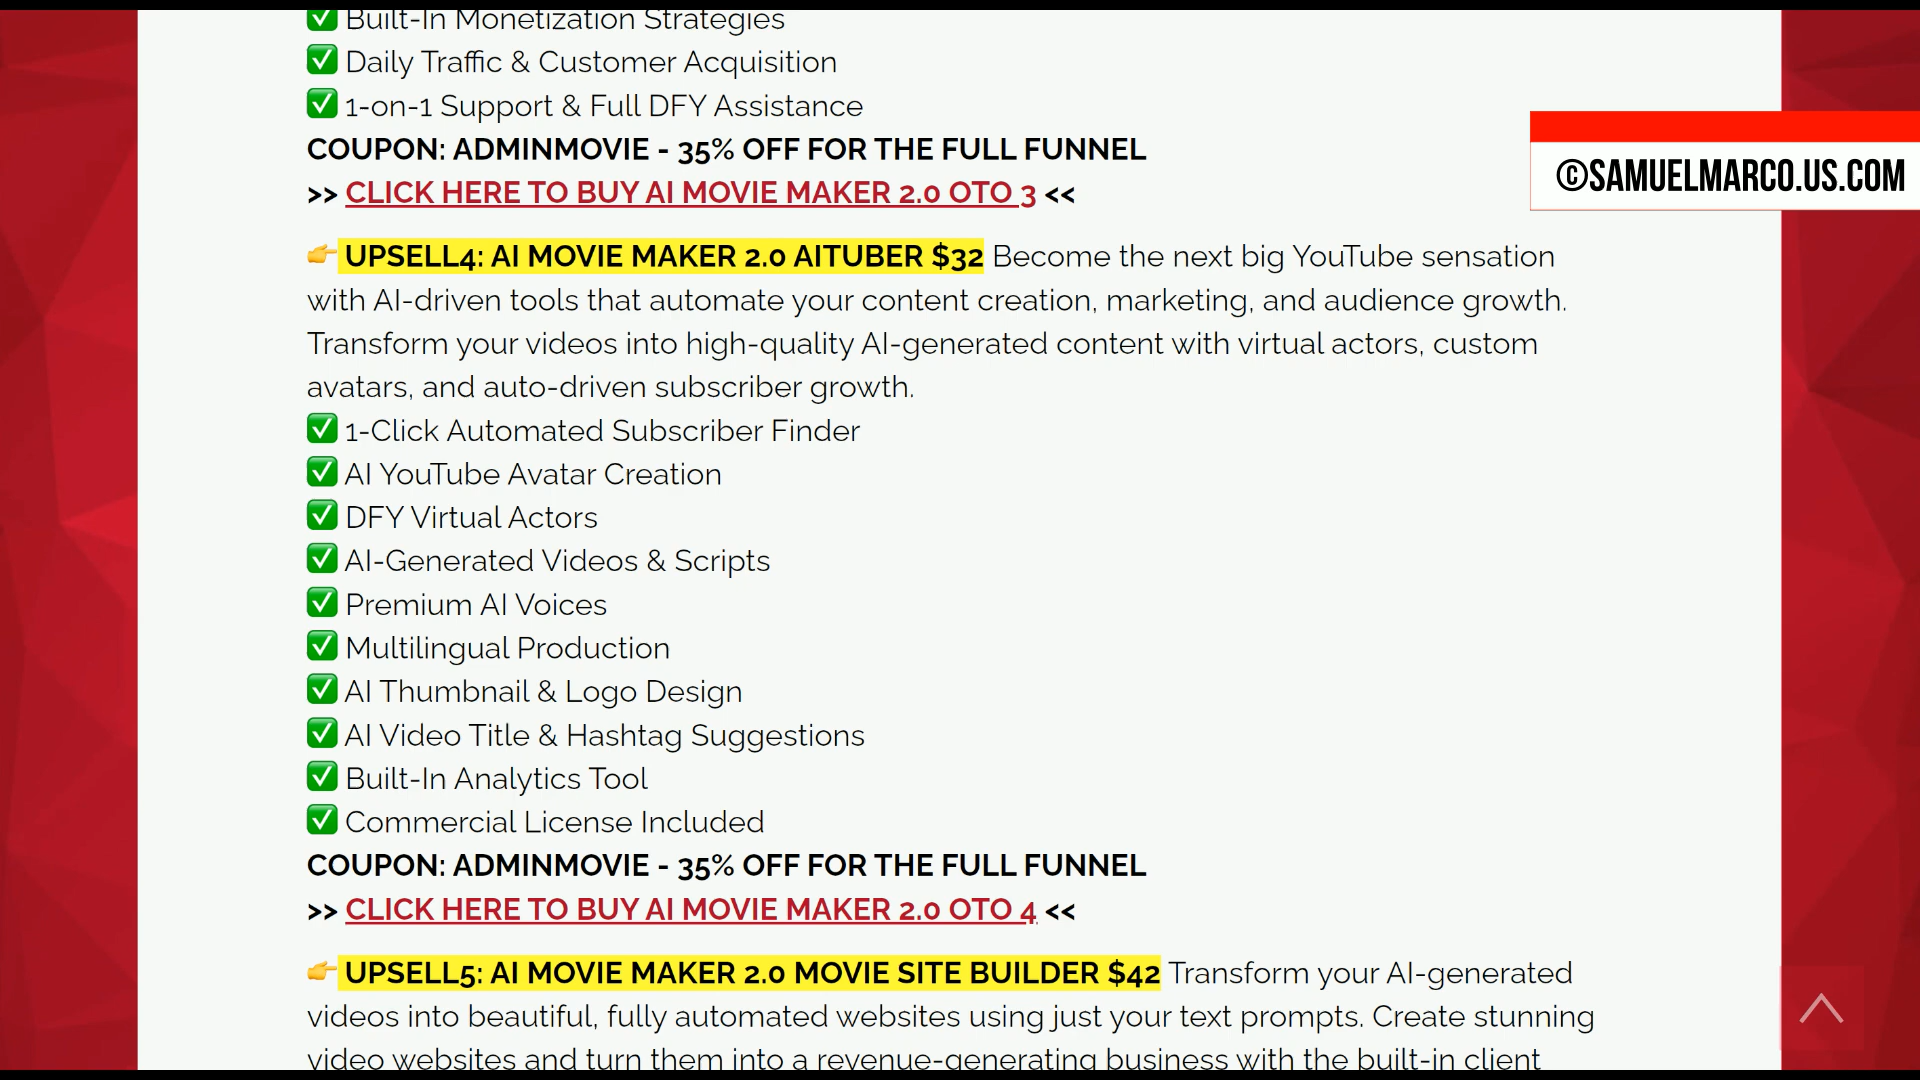 ✅ Built-In Monetization Strategies
✅ Daily Traffic & Customer Acquisition
✅ 1-on-1 Support & Full DFY Assistance
COUPON: ADMINMOVIE - 35% OFF FOR THE FULL FUNNEL
©SAMUELMARCO.US.COM
>> CLICK HERE TO BUY AI MOVIE MAKER 2.0 OTO 3 <<
👉 UPSELL4: AI MOVIE MAKER 2.0 AITUBER $32 Become the next big YouTube sensation
with AI-driven tools that automate your content creation, marketing, and audience growth.
Transform your videos into high-quality AI-generated content with virtual actors, custom
avatars, and auto-driven subscriber growth.
✅ 1-Click Automated Subscriber Finder
✅ AI YouTube Avatar Creation
✅ DFY Virtual Actors
✅ AI-Generated Videos & Scripts
✅ Premium AI Voices
✅ Multilingual Production
✅ AI Thumbnail & Logo Design
✅ AI Video Title & Hashtag Suggestions
✅ Built-In Analytics Tool
✅ Commercial License Included
COUPON: ADMINMOVIE - 35% OFF FOR THE FULL FUNNEL
>> CLICK HERE TO BUY AI MOVIE MAKER 2.0 OTO 4 <<
👉 UPSELL5: AI MOVIE MAKER 2.0 MOVIE SITE BUILDER $42 Transform your AI-generated
videos into beautiful, fully automated websites using just your text prompts. Create stunning
video websites and turn them into a revenue-generating business with the built-in client